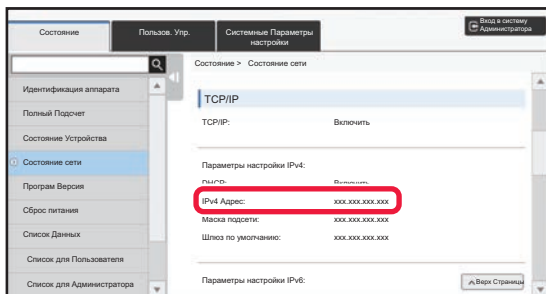 Состояние
Пользов. Упр.
Системные Параметры
настройки
Вход в систему
Администратора
Состояние > Состояние сети
Идентификация аппарата
Полный Подсчет
Состояние Устройства
Состояние сети
Програм Версия
Сброс питания
Список Данных
Список для Пользователя
Список для Администратора
TCP/IP
TCP/IP: Включить
Параметры настройки IPv4:
DHCP: Включить
IPv4 Адрес: xxx.xxx.xxx.xxx
Маска подсети: xxx.xxx.xxx.xxx
Шлюз по умолчанию: xxx.xxx.xxx.xxx
Параметры настройки IPv6:
Верх Страницы